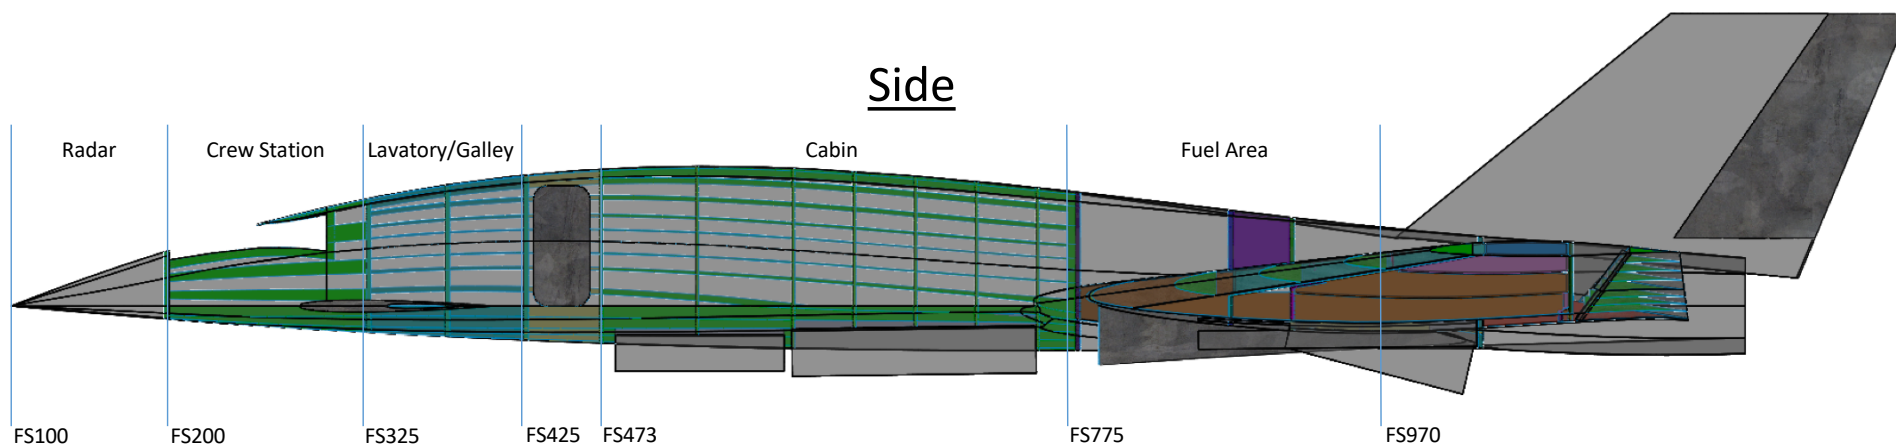 Side
Radar
Crew Station
Lavatory/Galley
Cabin
Fuel Area
FS100
FS200
FS325
FS425
FS473
FS775
FS970